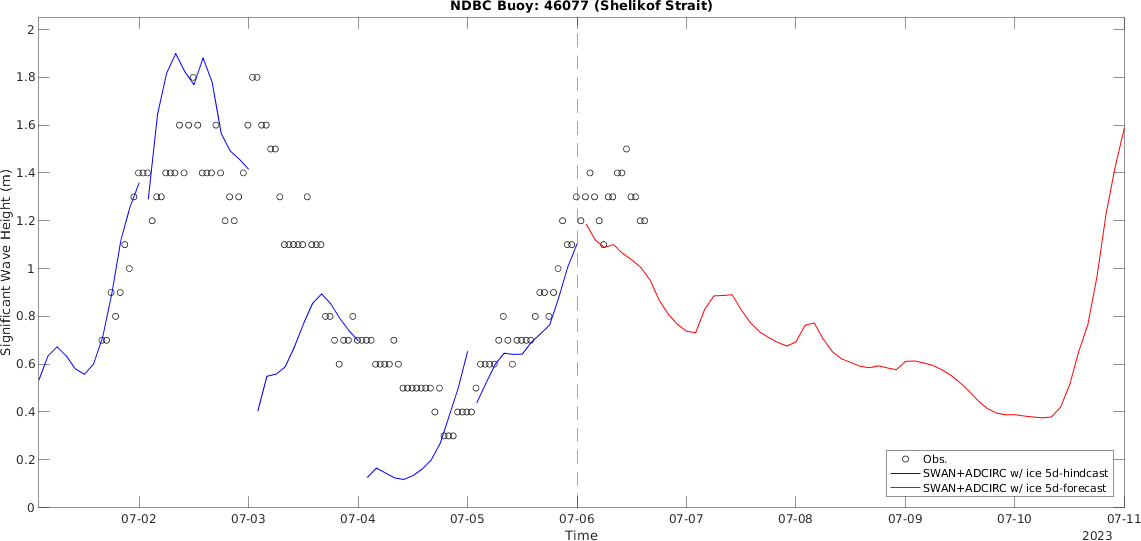 NDBC Buoy: 46077 (Shelikof Strait)
Significant Wave Height (m)
2
1.8
1.6
1.4
1.2
1
0.8
0.6
0.4
0.2
0
Obs.
SWAN+ADCIRC w/ ice 5d-hindcast
SWAN+ADCIRC w/ ice 5d-forecast
07-02 07-03 07-04 07-05 07-06 07-07 07-08 07-09 07-10 07-11
Time
2023